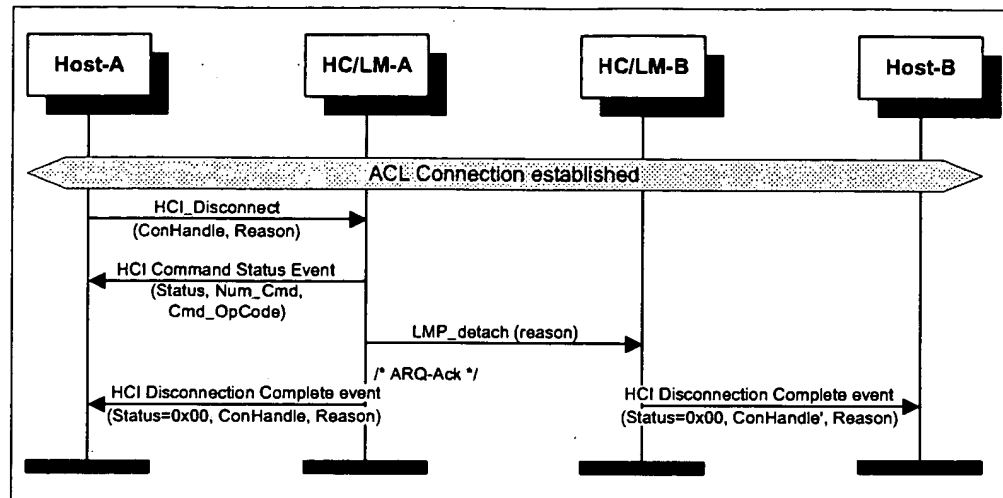 Host-A
HC/LM-A
HC/LM-B
Host-B
ACL Connection established
HCI_Disconnect
(ConHandle, Reason)
HCI Command Status Event
(Status, Num_Cmd,
Cmd_OpCode)
LMP_detach (reason)
/* ARQ-Ack */
HCI Disconnection Complete event
(Status=0x00, ConHandle, Reason)
HCI Disconnection Complete event
(Status=0x00, ConHandle', Reason)